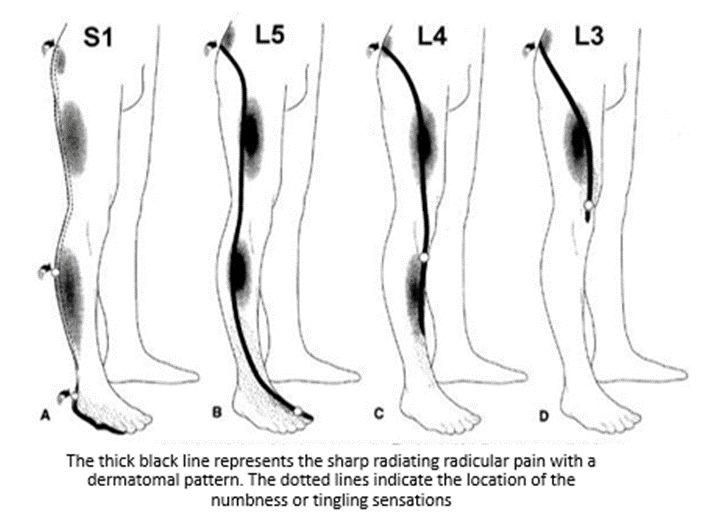 S1
L5
L4
L3
A
B
C
D
The thick black line represents the sharp radiating radicular pain with a
dermatomal pattern. The dotted lines indicate the location of the
numbness or tingling sensations